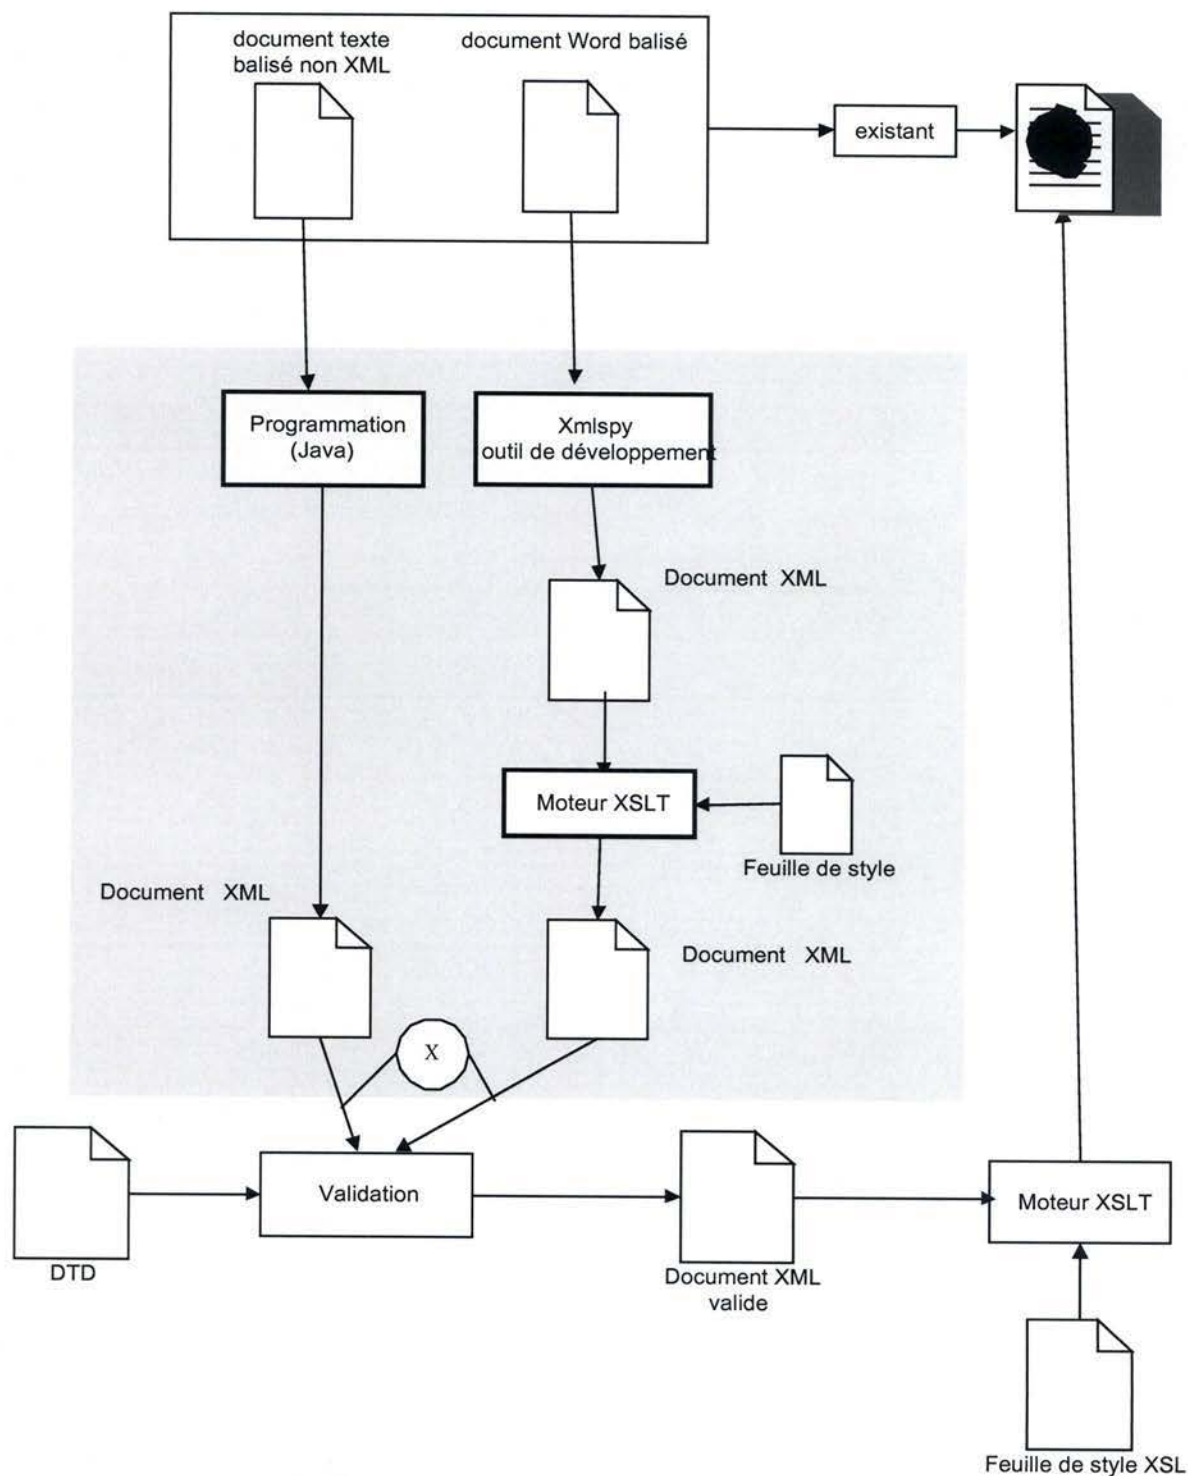 document texte
balisé non XML
document Word balisé
existant
Programmation
(Java)
Xmlspy
outil de développement
Document XML
Moteur XSLT
Feuille de style
Document XML
Document XML
X
Validation
Moteur XSLT
DTD
Document XML
valide
Feuille de style XSL